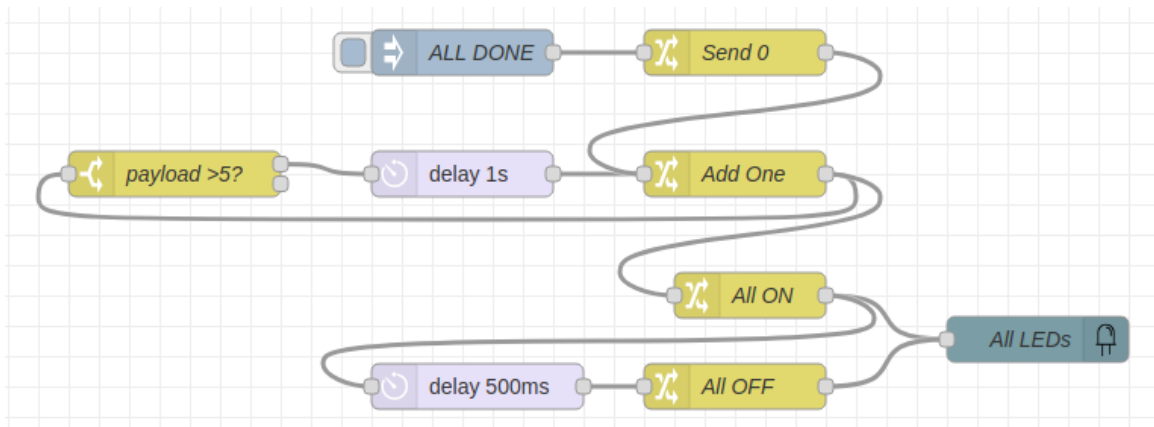 ALL DONE
Send 0
payload >5?
delay 1s
Add One
All ON
All LEDs
delay 500ms
All OFF